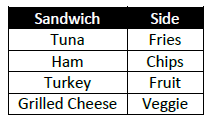 Sandwich Side
Tuna Fries
Ham Chips
Turkey Fruit
Grilled Cheese Veggie